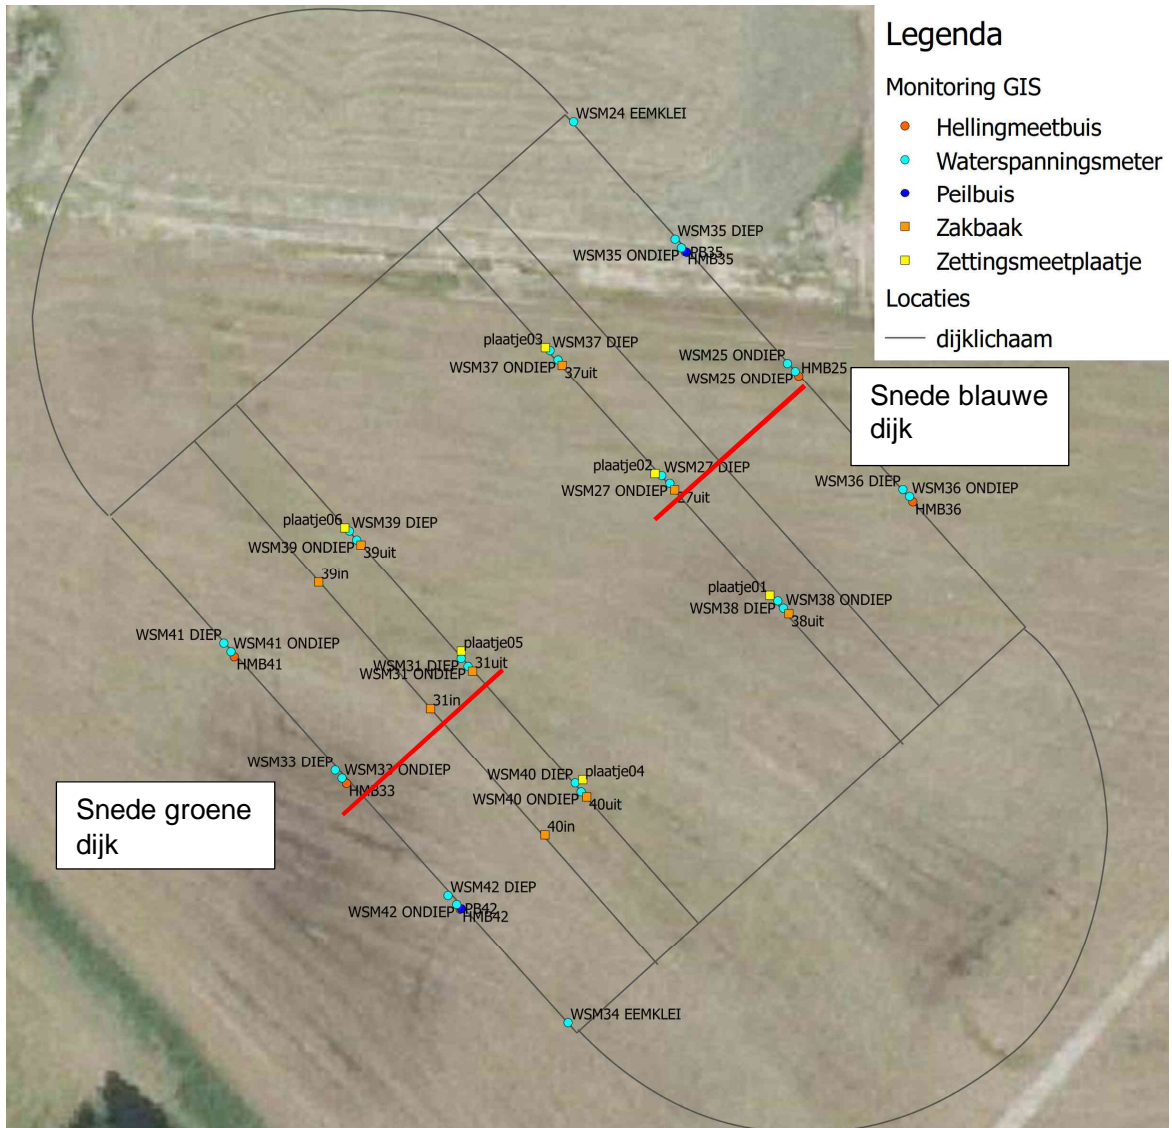 Legenda
Monitoring GIS
Hellingmeetbuis
Waterspanningsmeter
Peilbuis
Zakbaak
Zettingsmeetplaatje
Locaties
dijklichaam
WSM24 EEMKLEI
WSM35 DIEP
WSM35 ONDIEP
PB35
HMB35
plaatje03
WSM37 DIEP
WSM37 ONDIEP
37uit
WSM25 ONDIEP
HMB25
WSM25 ONDIEP
Snede blauwe
dijk
plaatje02
WSM27 DIEP
WSM27 ONDIEP
27uit
WSM36 DIEP
WSM36 ONDIEP
HMB36
plaatje06
WSM39 DIEP
WSM39 ONDIEP
39uit
39in
plaatje01
WSM38 ONDIEP
WSM38 DIEP
38uit
WSM41 DIEP
WSM41 ONDIEP
HMB41
plaatje05
WSM31 DIEP
31uit
WSM31 ONDIEP
31in
WSM33 DIEP
WSM33 ONDIEP
HMB33
WSM40 DIEP
plaatje04
WSM40 ONDIEP
40uit
40in
Snede groene
dijk
WSM42 DIEP
WSM42 ONDIEP
PB42
HMB42
WSM34 EEMKLEI